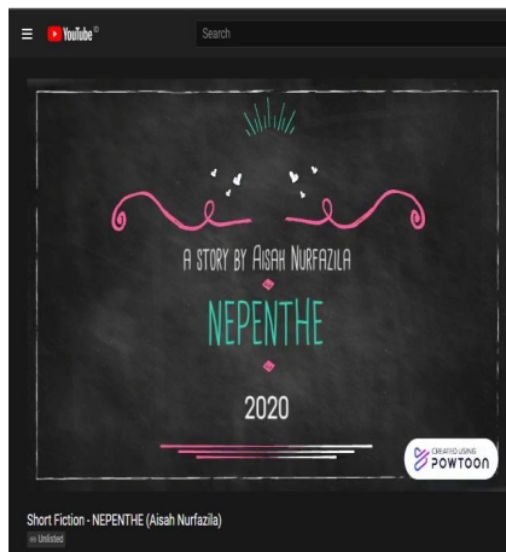 YouTube
Search
A STORY BY AISAH NURFAZILA
NEPENTHE
2020
CREATED USING
POWTOON
Short Fiction - NEPENTHE (Aisah Nurfazila)
Unlisted